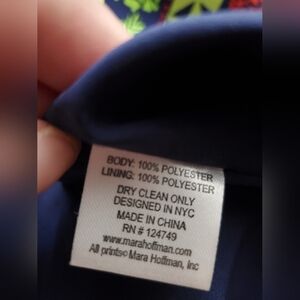 BODY: 100% POLYESTER
LINING: 100% POLYESTER
DRY CLEAN ONLY
DESIGNED IN NYC
MADE IN CHINA
RN # 124749
www.marahoffman.com
All prints© Mara Hoffman, Inc